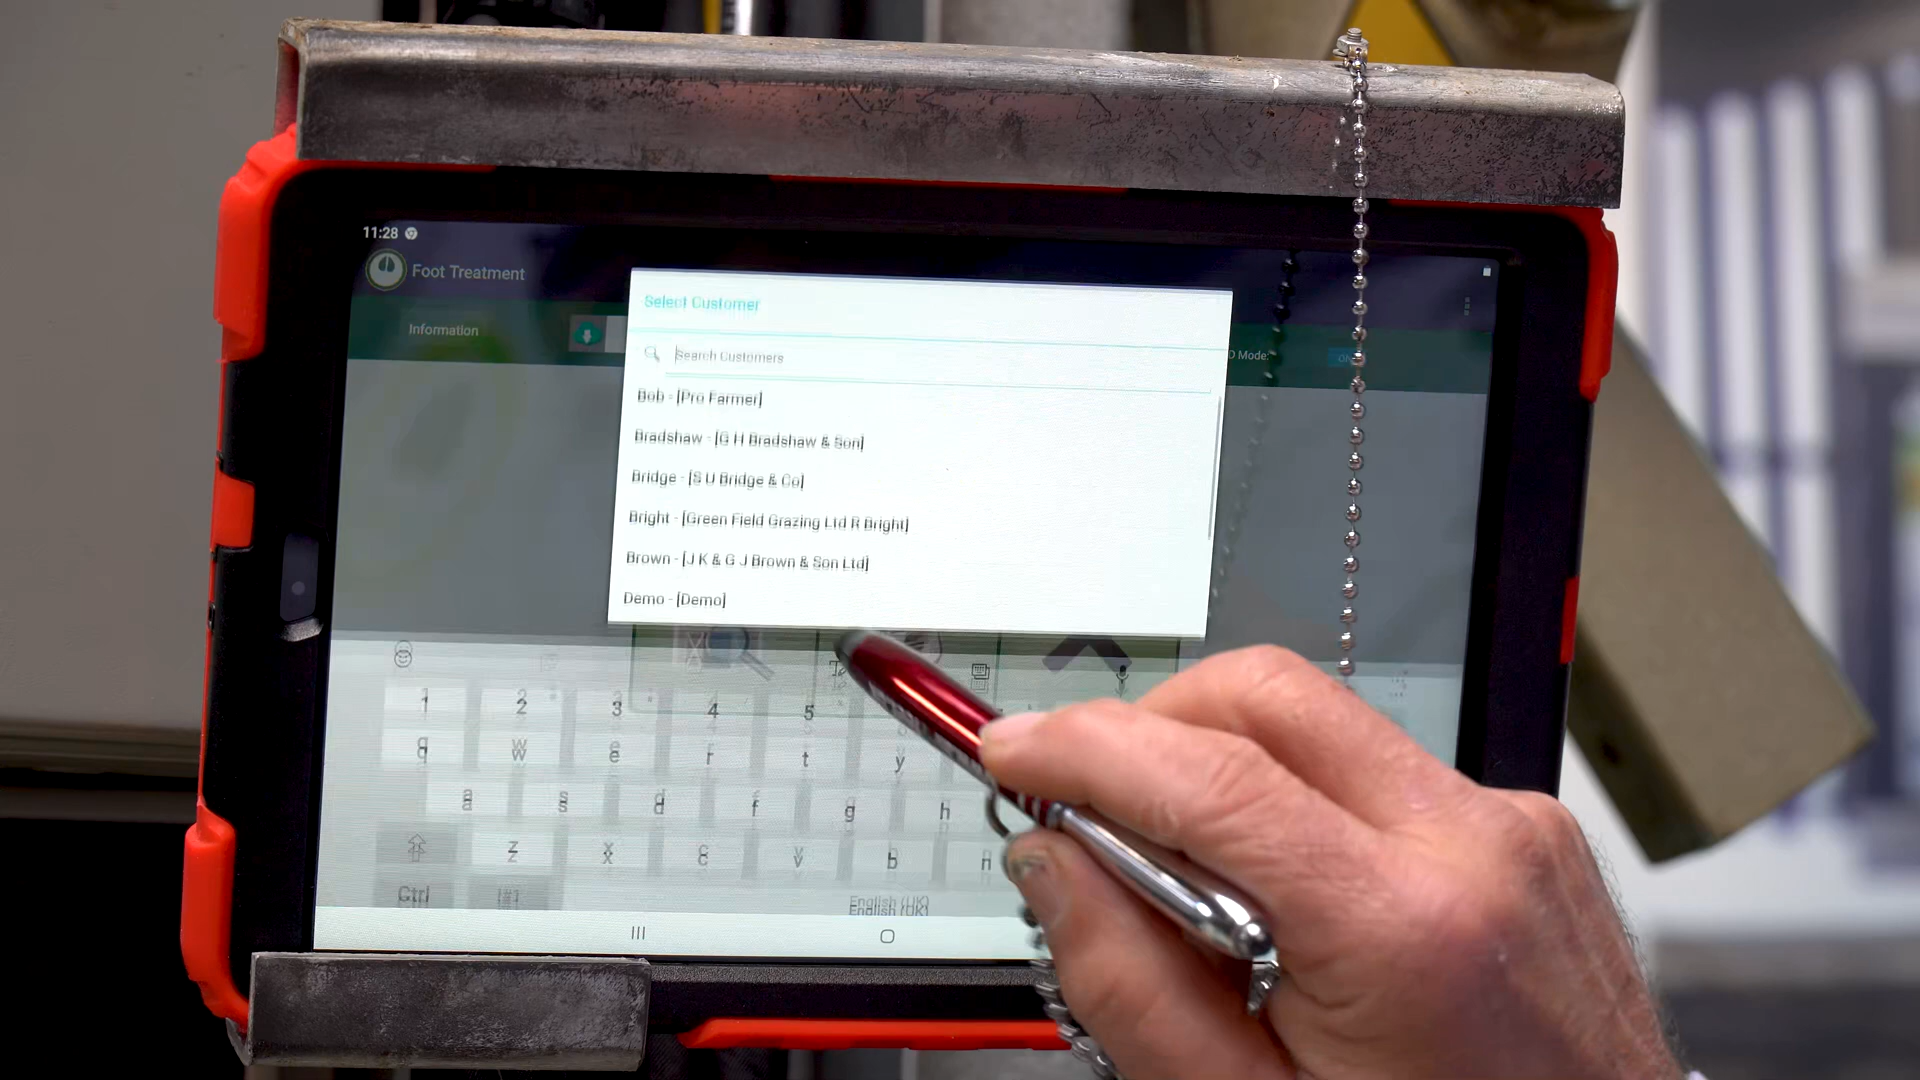 11:28
Foot Treatment
Select Customer
Information
Search Customers
D Mode:
ON
Bob - [Pro Farmer]
Bradshaw - [G H Bradshaw & Son]
Bridge - [S U Bridge & Co]
Bright - [Green Field Grazing Ltd R Bright]
Brown - [J K & G J Brown & Son Ltd]
Demo - [Demo]
1 2 3 4 5
q w e r t y
a s d f g h
z x c v b n
Ctrl !#1 English (UK)